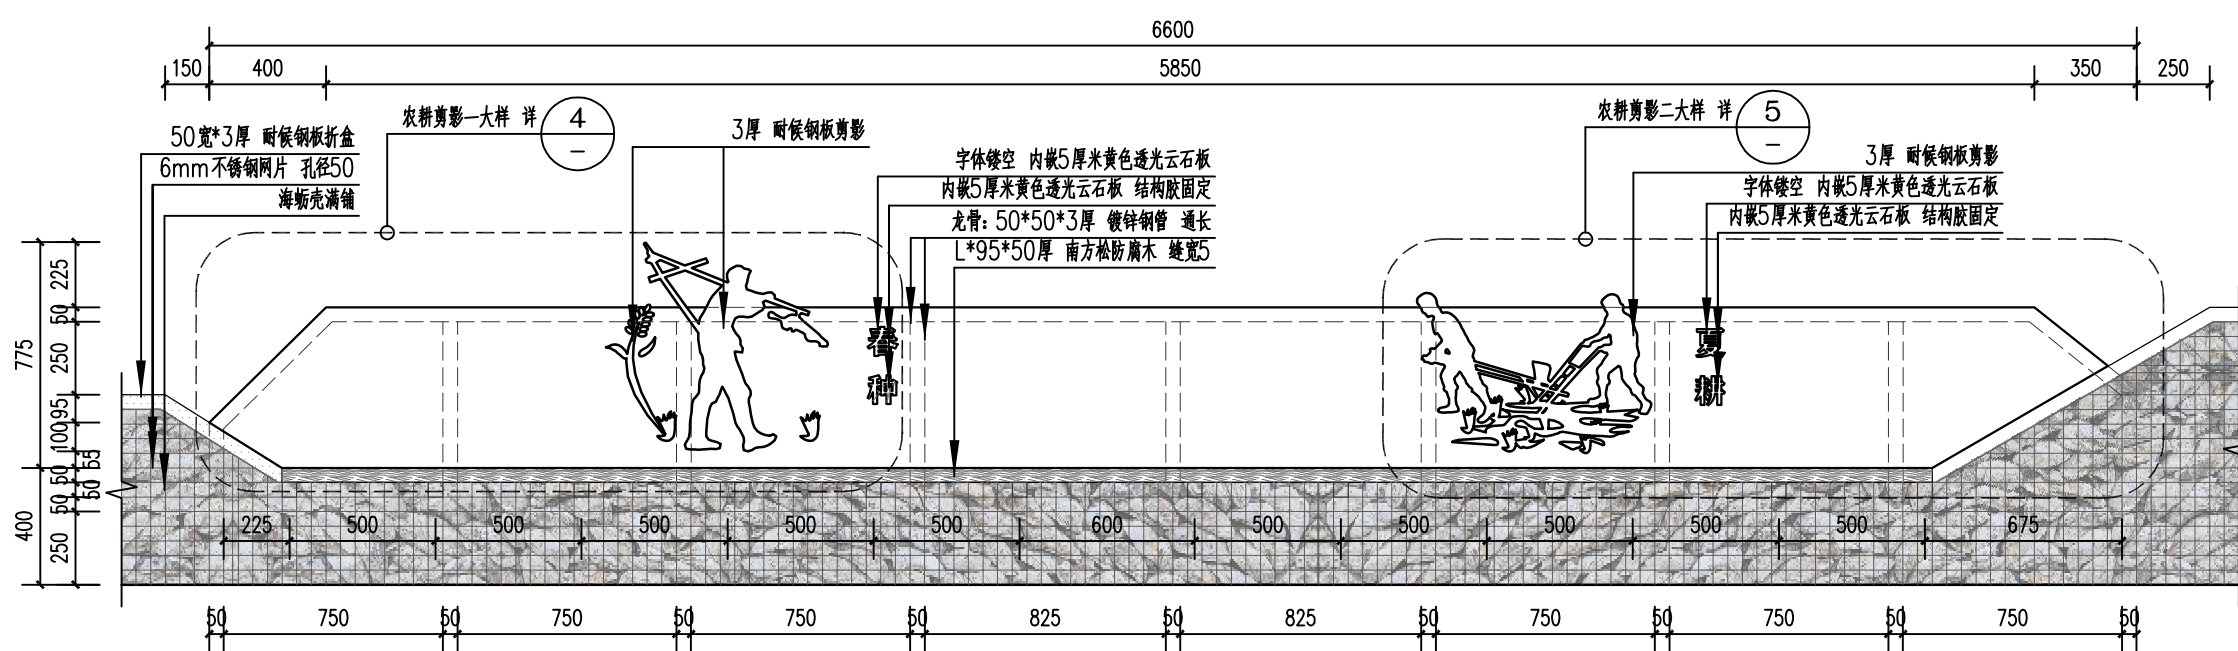 6600
150 400 5850 350 250
农耕剪影一大样 详 4
–
农耕剪影二大样 详 5
–
50宽*3厚 耐候钢板折盒
6mm不锈钢网片 孔径50
海蛎壳满铺
3厚 耐候钢板剪影
字体镂空 内嵌5厚米黄色透光云石板
内嵌5厚米黄色透光云石板 结构胶固定
龙骨: 50*50*3厚 镀锌钢管 通长
L*95*50厚 南方松防腐木 缝宽5
3厚 耐候钢板剪影
字体镂空 内嵌5厚米黄色透光云石板
内嵌5厚米黄色透光云石板 结构胶固定
775
400
225
50
250
95
100
55
50
50
50
250
春
种
夏
耕
225 500 500 500 500 500 600 500 500 500 500 500 675
50 750 50 750 50 750 50 825 50 825 50 750 50 750 50 750 50